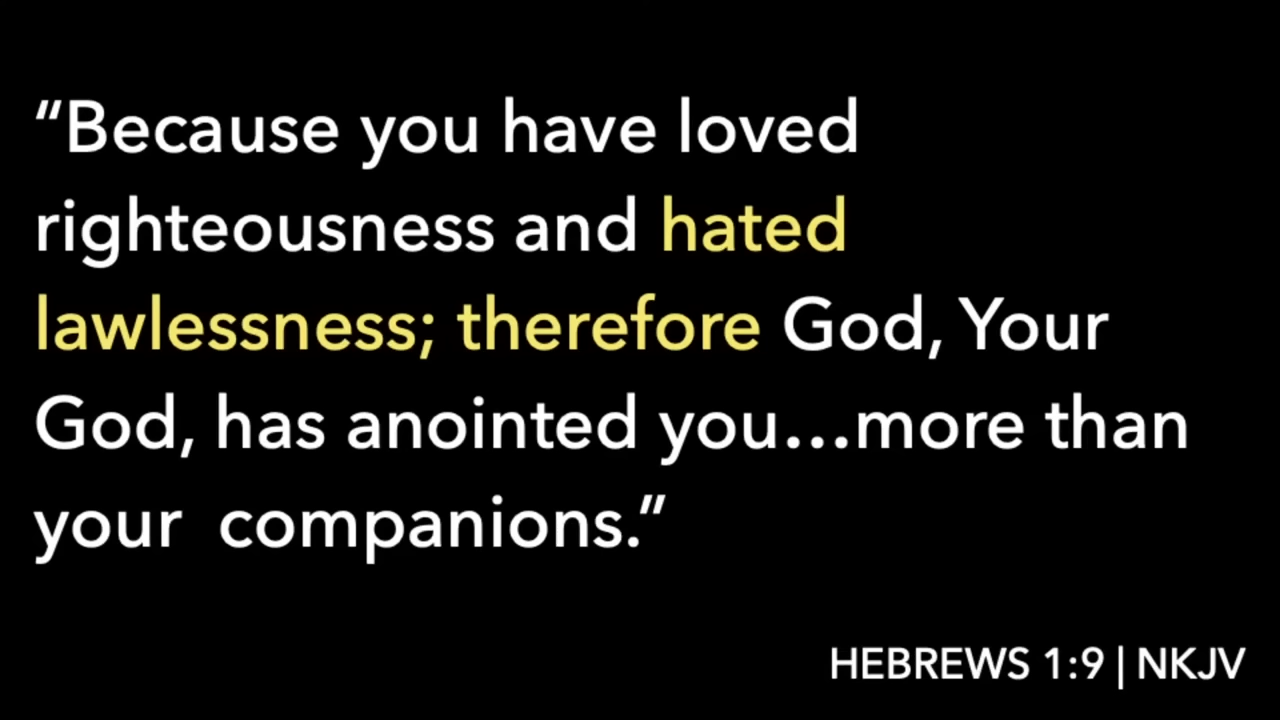 “Because you have loved
righteousness and hated
lawlessness; therefore God, Your
God, has anointed you...more than
your  companions.”
HEBREWS 1:9 | NKJV